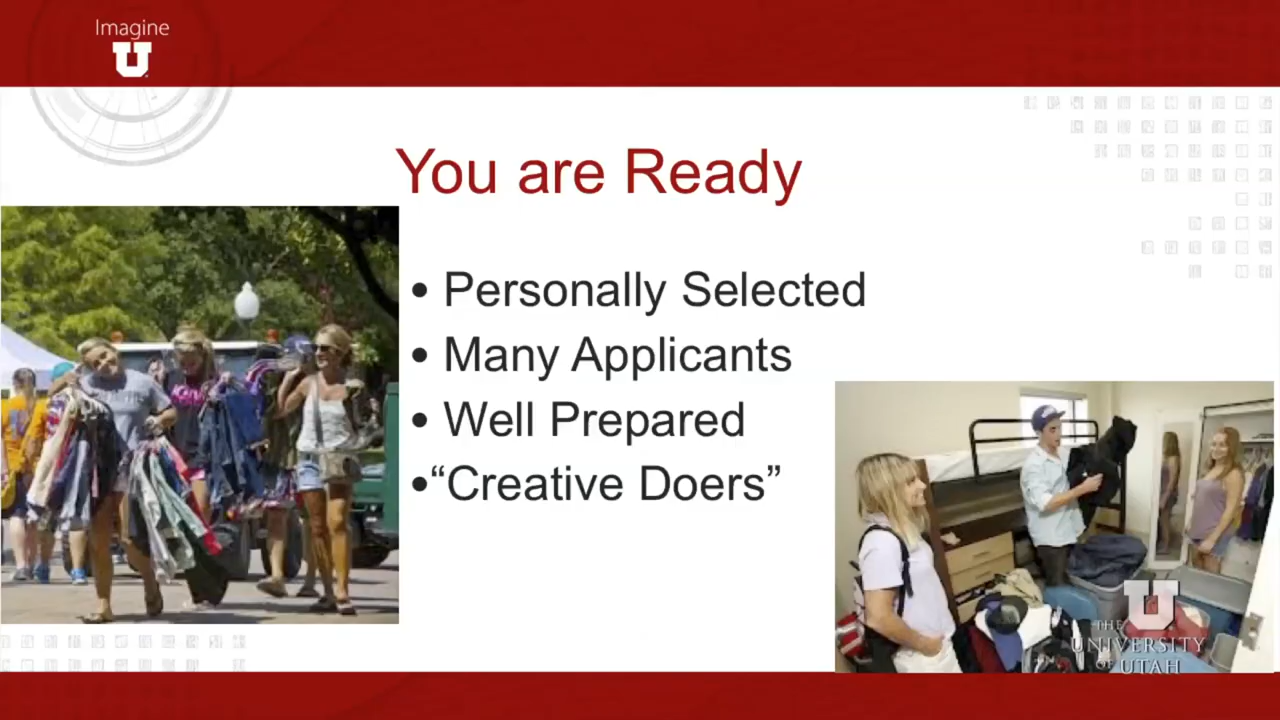 Imagine
U
You are Ready
• Personally Selected
• Many Applicants
• Well Prepared
•“Creative Doers”
U
THE
UNIVERSITY
OF UTAH